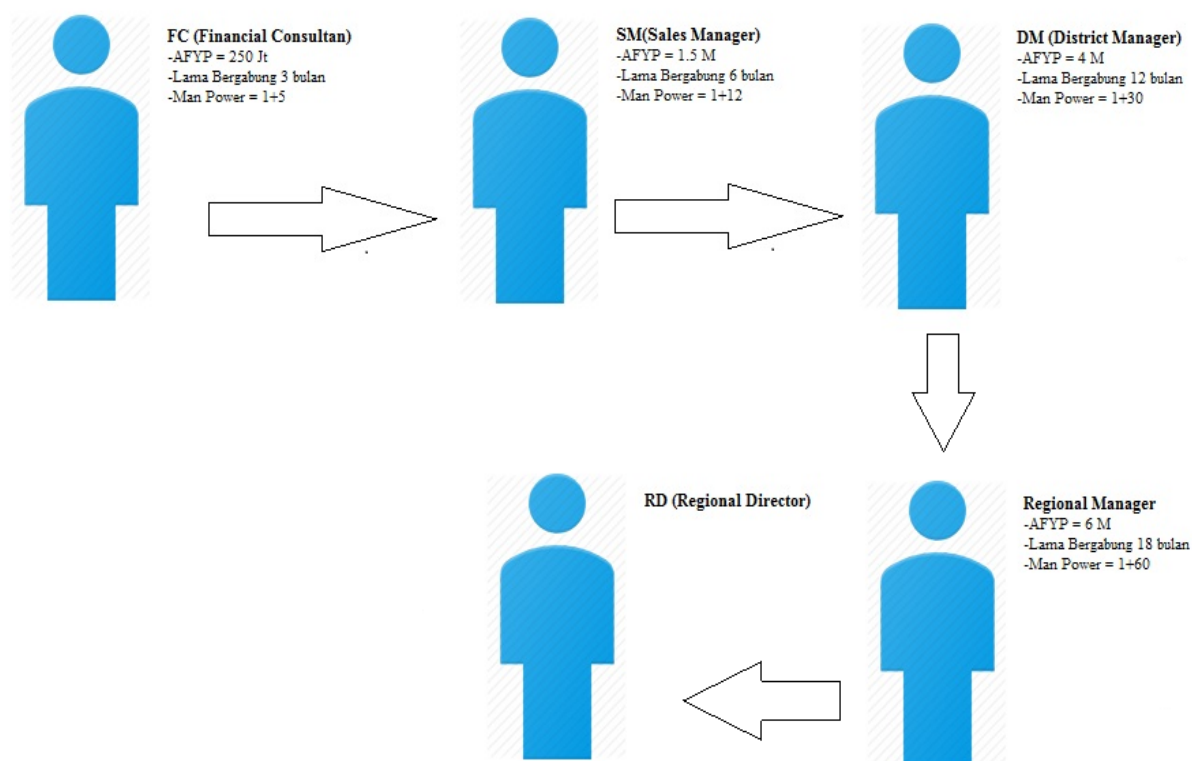 FC (Financial Consultan)
-AFYP = 250 Jt
-Lama Bergabung 3 bulan
-Man Power = 1+5
SM(Sales Manager)
-AFYP = 1.5 M
-Lama Bergabung 6 bulan
-Man Power = 1+12
DM (District Manager)
-AFYP = 4 M
-Lama Bergabung 12 bulan
-Man Power = 1+30
Regional Manager
-AFYP = 6 M
-Lama Bergabung 18 bulan
-Man Power = 1+60
RD (Regional Director)